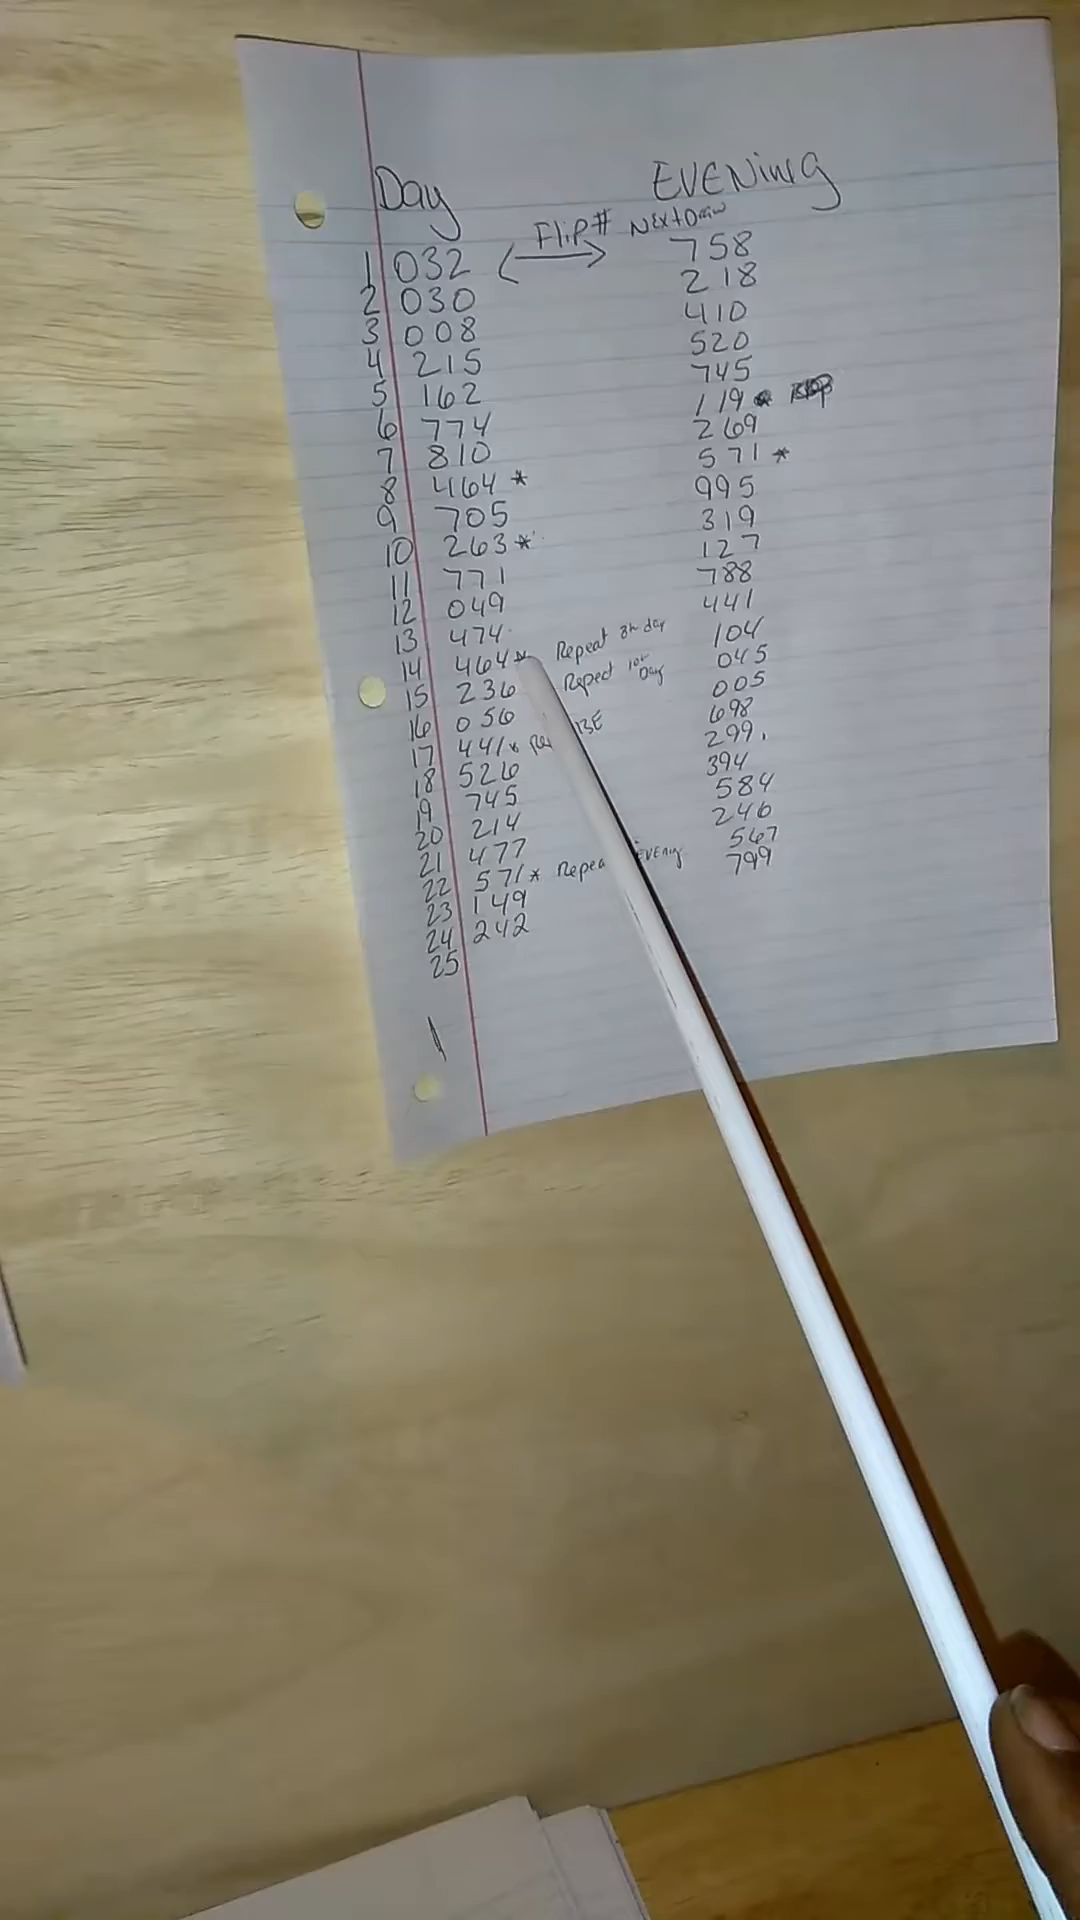 Day EVENING
Flip# Next Draw
1 032 758
2 030 218
3 008 410
4 215 520
5 162 745
6 774 119 *
7 810 269
8 464 * 571 *
9 705 995
10 263 * 319
11 771 127
12 049 788
13 474 441
14 464 * Repeat 8th day 104
15 236 Repeat 10th Day 045
16 056 005
17 441 * 13E 698
18 526 299
19 745 394
20 214 584
21 477 246
22 571 * Evening 567
23 149 799
24 242
25